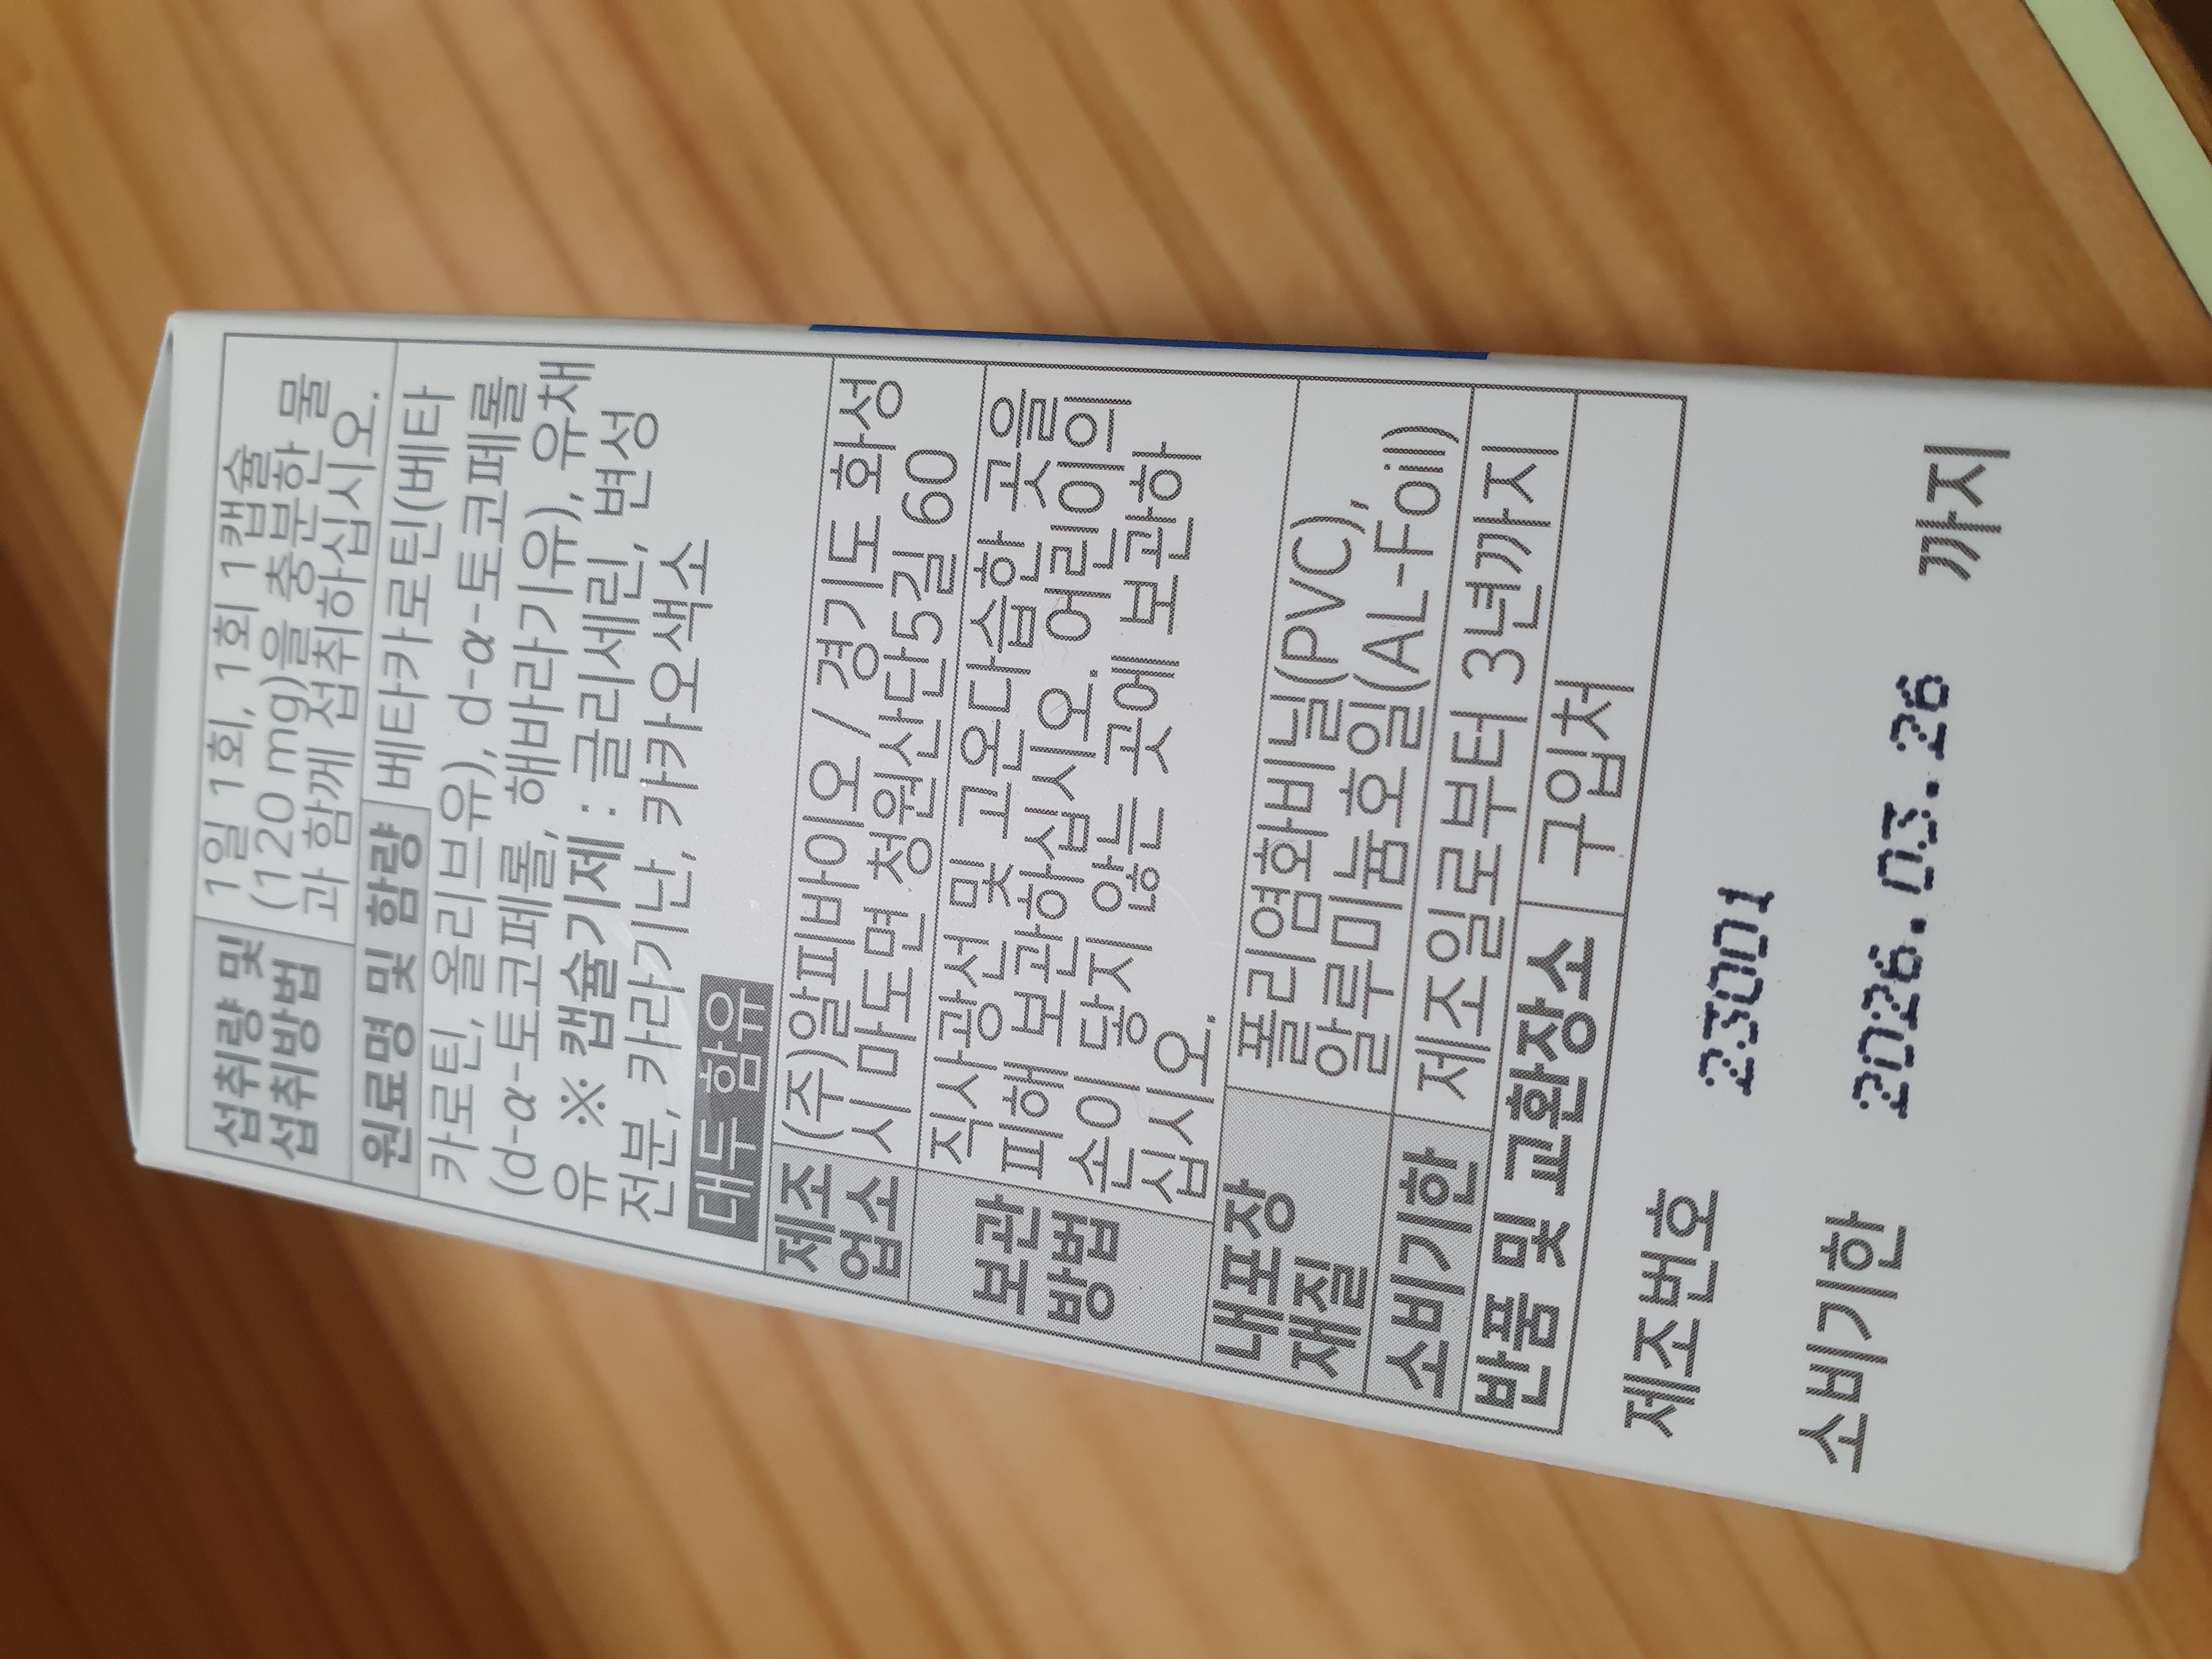 섭취량 및 섭취방법
1일 1회, 1회 1캡슐
(120 mg)을 충분한 물
과 함께 섭취하십시오.
원료명 및 함량 베타카로틴(베타
카로틴, 올리브유), d-α-토코페롤
(d-α-토코페롤, 해바라기유), 유채
유 ※ 캡슐기제 : 글리세린, 변성
전분, 카라기난, 카카오색소
대두 함유
제조 업소
(주)알피바이오 / 경기도 화성
시 마도면 청원산단5길 60
보관 방법
직사광선 및 고온다습한 곳을
피해 보관하십시오. 어린이의
손이 닿지 않는 곳에 보관하
십시오.
내포장 재질
폴리염화비닐(PVC),
알루미늄호일(AL-Foil)
소비기한 제조일로부터 3년까지
반품 및 교환장소 구입처
제조번호 23001
소비기한 2026.03.26 까지